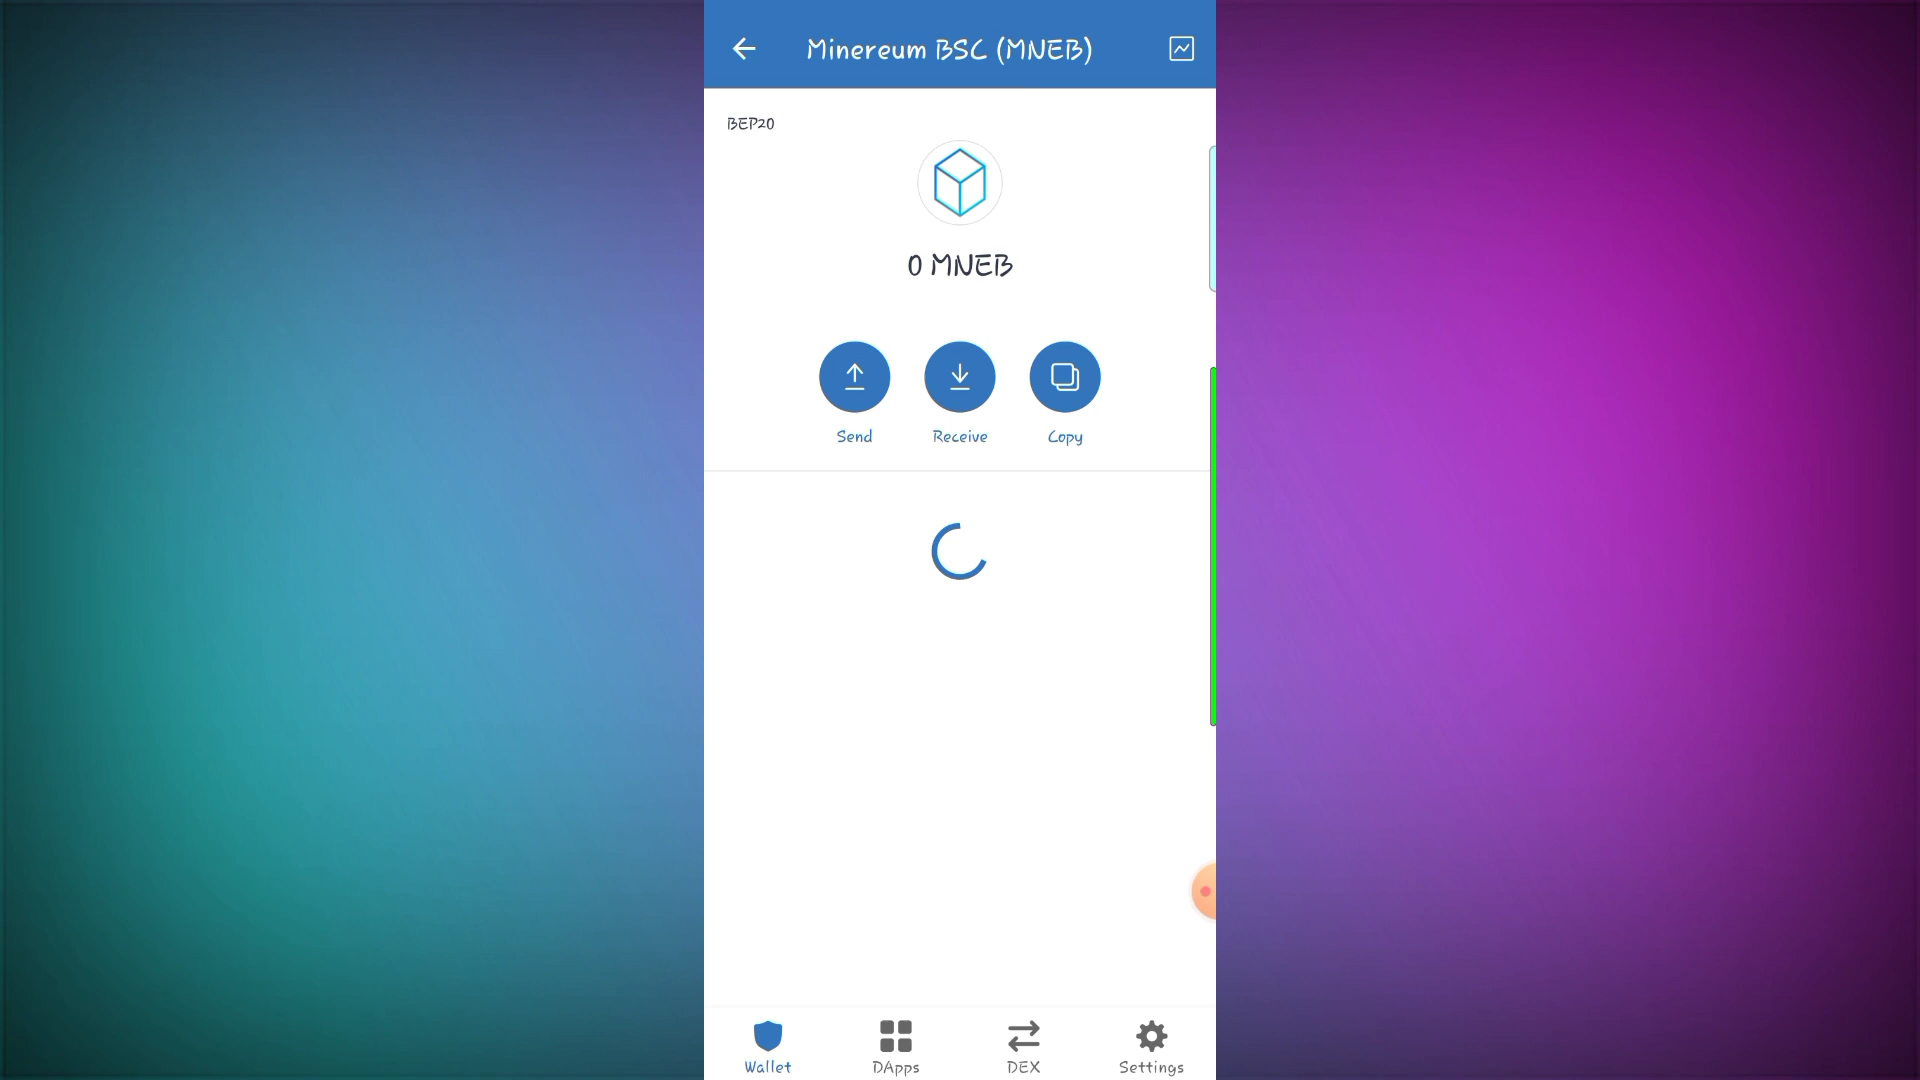 Minereum BSC (MNEB)
BEP20
0 MNEB
Send Receive Copy
Wallet DApps DEX Settings